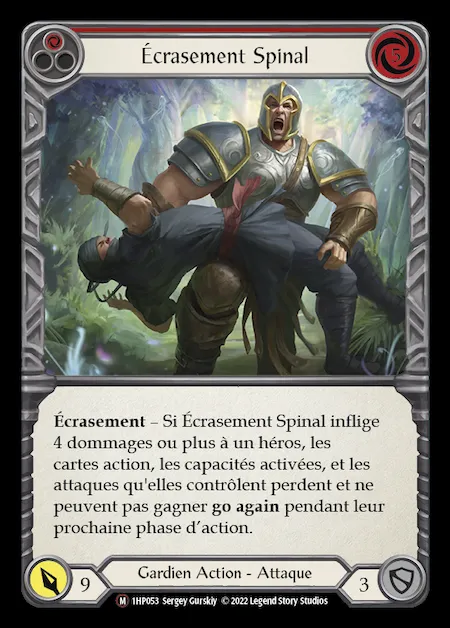 Écrasement Spinal
5
Écrasement – Si Écrasement Spinal inflige
4 dommages ou plus à un héros, les
cartes action, les capacités activées, et les
attaques qu'elles contrôlent perdent et ne
peuvent pas gagner go again pendant leur
prochaine phase d’action.
9
Gardien Action - Attaque
3
M 1HP053 Sergey Gurskiy © 2022 Legend Story Studios